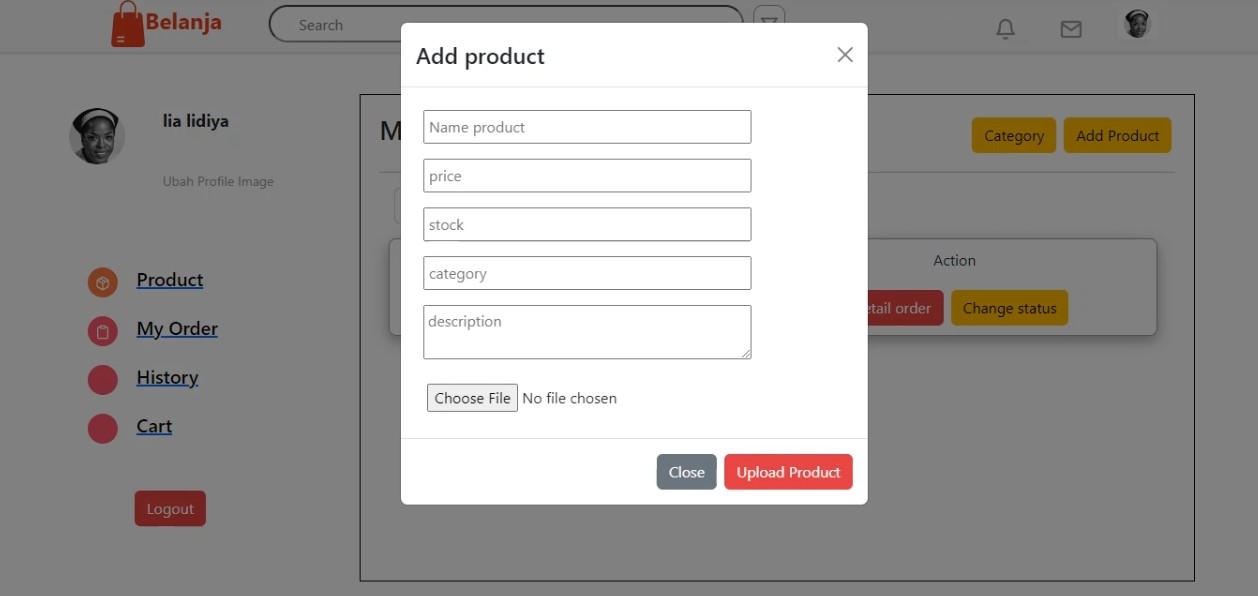 Belanja
Search
Add product
lia lidiya
Ubah Profile Image
Category
Add Product
Name product
price
stock
category
description
Action
Change status
Choose File No file chosen
Product
My Order
History
Cart
Logout
Close
Upload Product
order